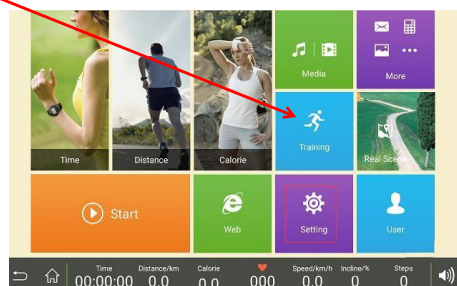 Media
More
Time
Distance
Calorie
Training
Real Scene
Start
Web
Setting
User
Time
Distance/km
Calorie
Speed/km/h
Incline/%
Steps
00:00:00
0.0
0.0
000
0.0
0
0